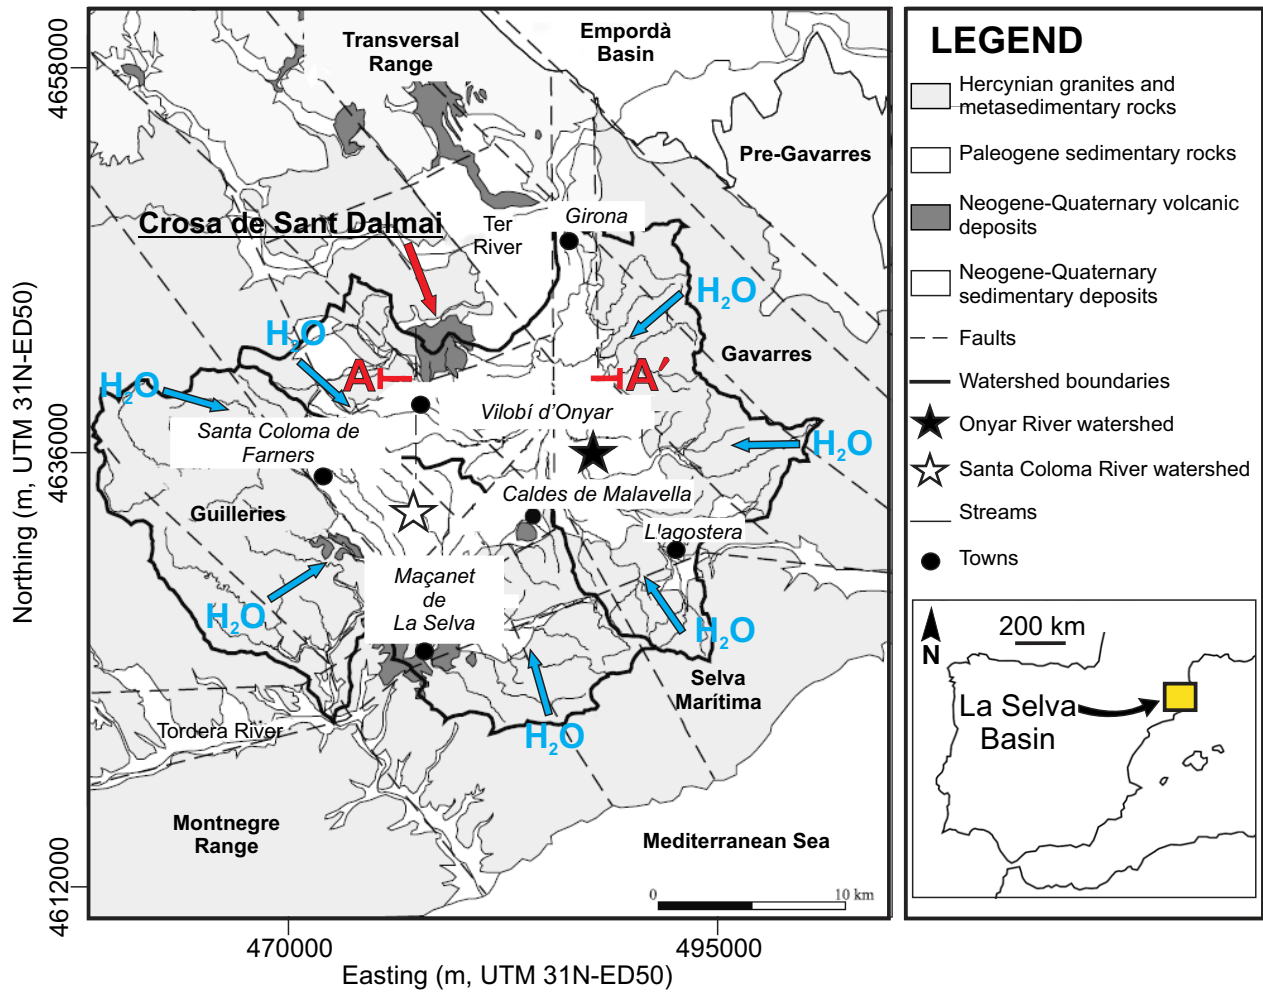 Transversal
Range
Empordà
Basin
Pre-Gavarres
Crosa de Sant Dalmai
Ter
River
Girona
H2O
H2O
H2O
Gavarres
A
A′
Vilobí d'Onyar
Santa Coloma de
Farners
H2O
Caldes de Malavella
Guilleries
Llagostera
Maçanet
de
La Selva
H2O
H2O
Selva
Marítima
H2O
Tordera River
Montnegre
Range
Mediterranean Sea
0 10 km
4658000
4636000
4612000
Northing (m, UTM 31N-ED50)
470000
495000
Easting (m, UTM 31N-ED50)
LEGEND
Hercynian granites and
metasedimentary rocks
Paleogene sedimentary rocks
Neogene-Quaternary volcanic
deposits
Neogene-Quaternary
sedimentary deposits
Faults
Watershed boundaries
Onyar River watershed
Santa Coloma River watershed
Streams
Towns
200 km
N
La Selva
Basin